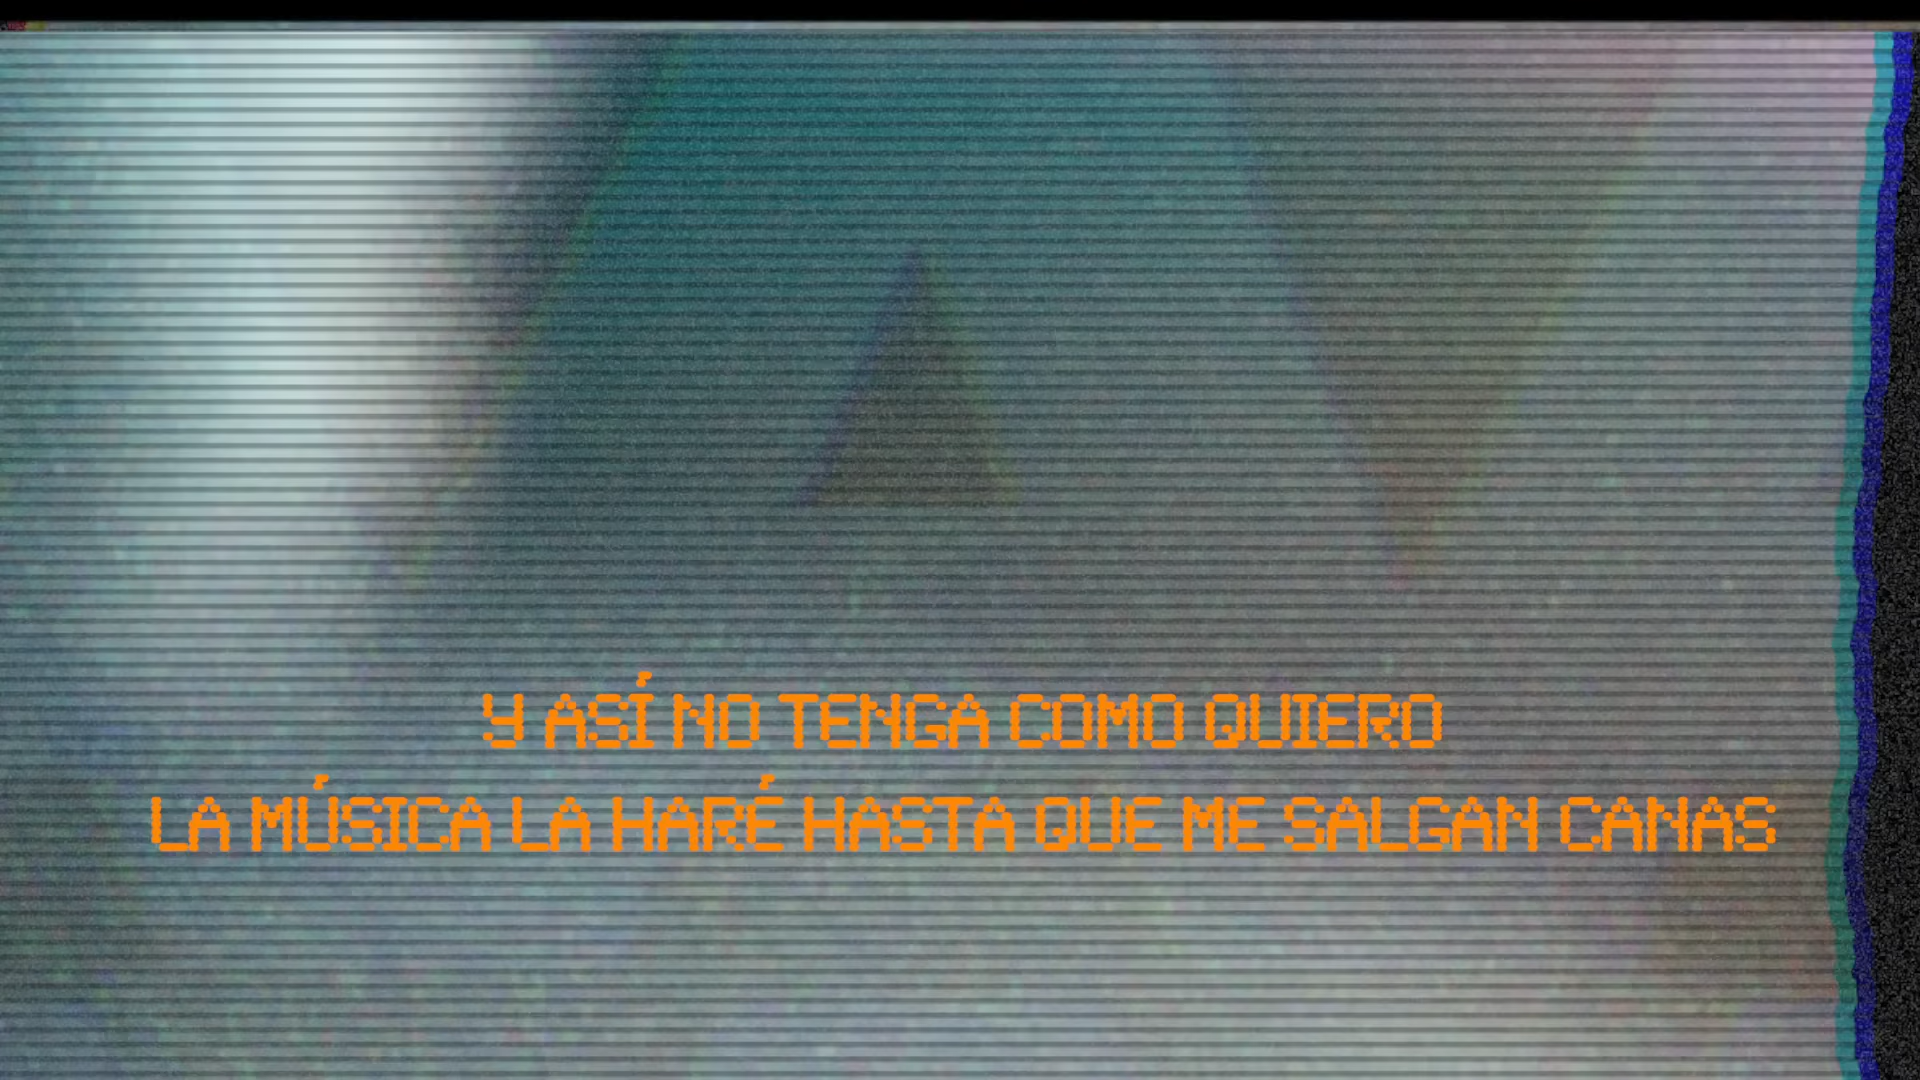 Y ASÍ NO TENGA COMO QUIERO
LA MÚSICA LA HARÉ HASTA QUE ME SALGAN CANAS